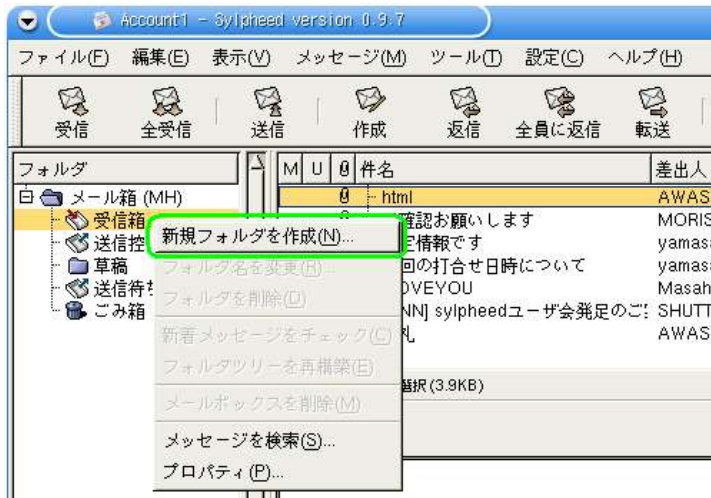 Account1 - Sylpheed version 0.9.7
ファイル(F) 編集(E) 表示(V) メッセージ(M) ツール(T) 設定(C) ヘルプ(H)
受信 全受信 送信 作成 返信 全員に返信 転送
フォルダ
メール箱 (MH)
受信箱
送信控
草稿
送信待ち
ごみ箱
新規フォルダを作成(N)...
フォルダ名を変更(R)...
フォルダを削除(D)
新着メッセージをチェック(C)
フォルダツリーを再構築(E)
メールボックスを削除(M)
メッセージを検索(S)...
プロパティ(P)...
M U 件名 差出人
html AWAS
確認お願いします MORIS
定情報です yamasa
回の打合せ日時について yamasa
OVEYOU Masah
NN] sylpheedユーザ会発足のご SHUTT
礼 AWAS
選択(3.9KB)